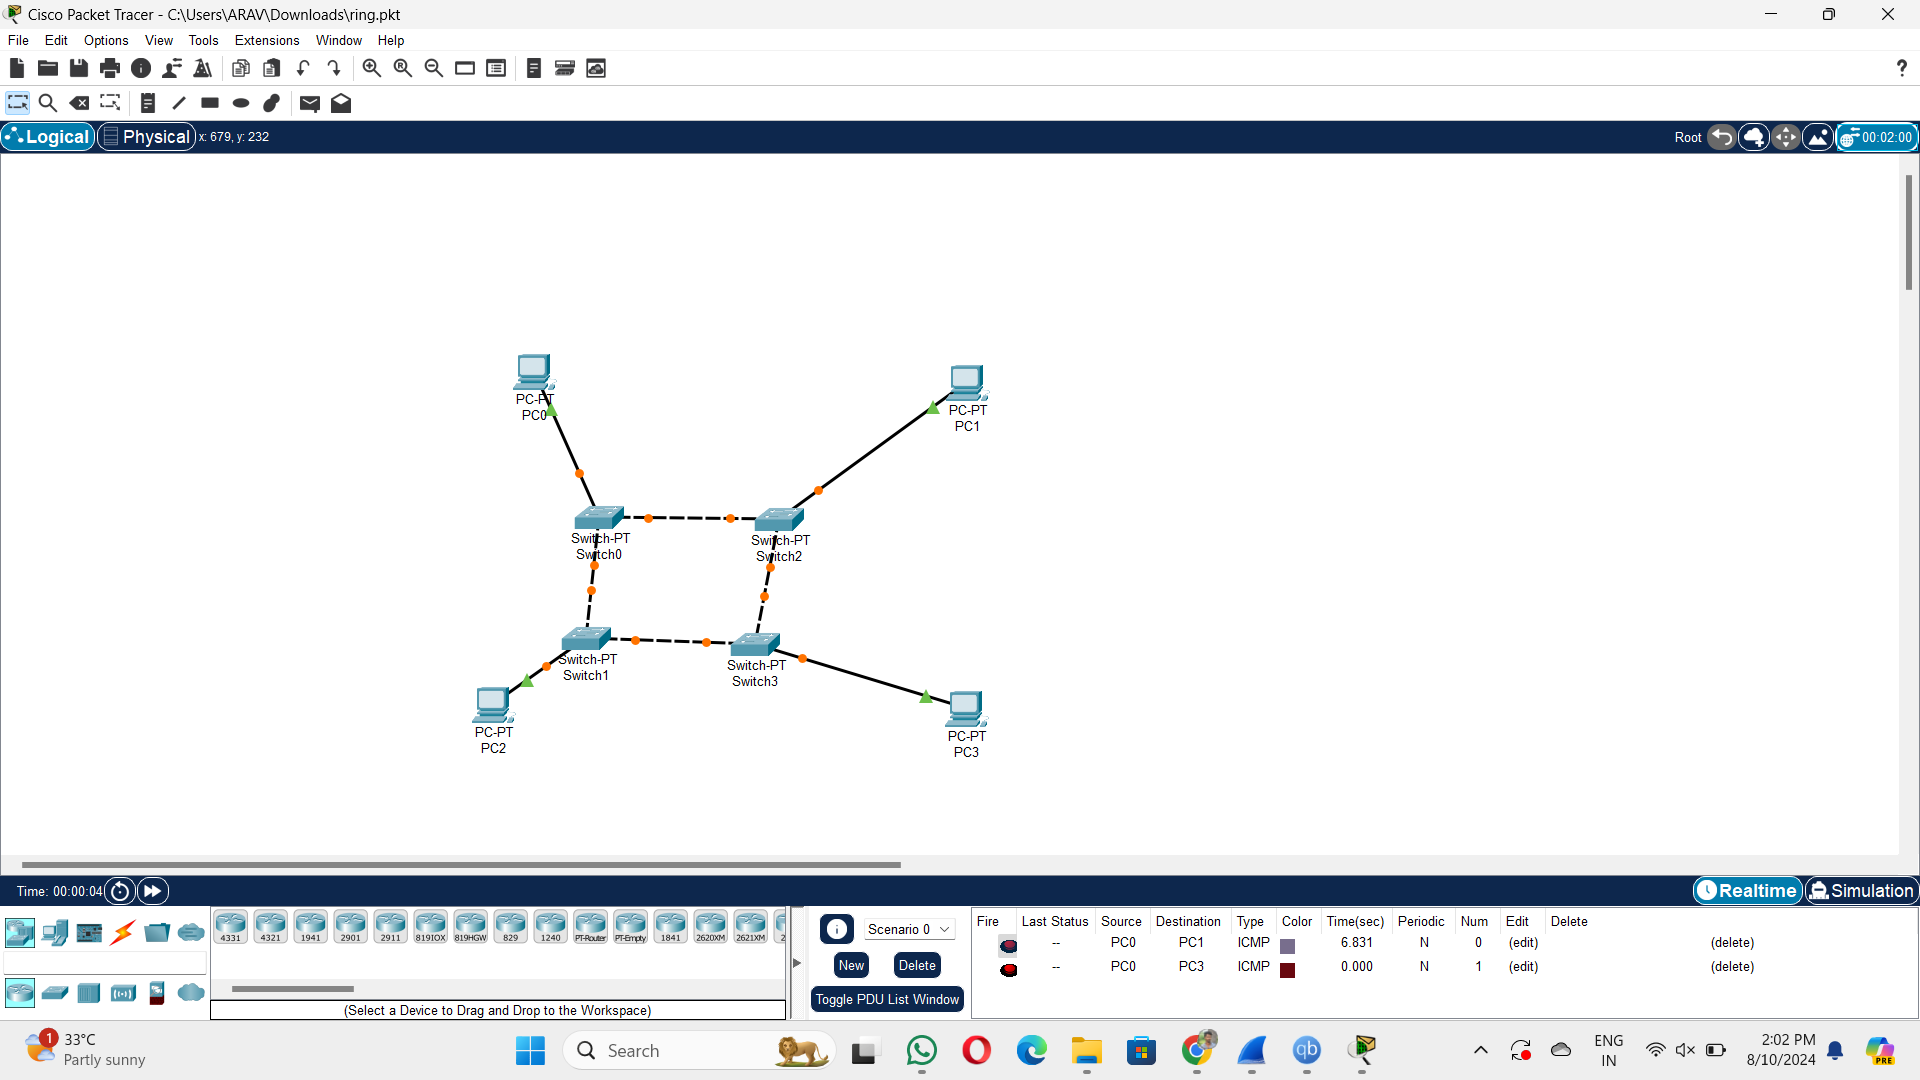 Cisco Packet Tracer - C:\Users\ARAV\Downloads\ring.pkt
File Edit Options View Tools Extensions Window Help
Logical Physical x: 679, y: 232 Root 00:02:00
PC-PT
PC0
PC-PT
PC1
Switch-PT
Switch0
Switch-PT
Switch2
Switch-PT
Switch1
Switch-PT
Switch3
PC-PT
PC2
PC-PT
PC3
Time: 00:00:04 Realtime Simulation
4331 4321 1941 2901 2911 819IOX 819HGW 829 1240 PT-Router PT-Empty 1841 2620XM 2621XM 2
(Select a Device to Drag and Drop to the Workspace)
Scenario 0
New Delete
Toggle PDU List Window
Fire Last Status Source Destination Type Color Time(sec) Periodic Num Edit Delete
-- PC0 PC1 ICMP 6.831 N 0 (edit) (delete)
-- PC0 PC3 ICMP 0.000 N 1 (edit) (delete)
1
33°C
Partly sunny
Search
qb
ENG
IN
2:02 PM
8/10/2024
PRE